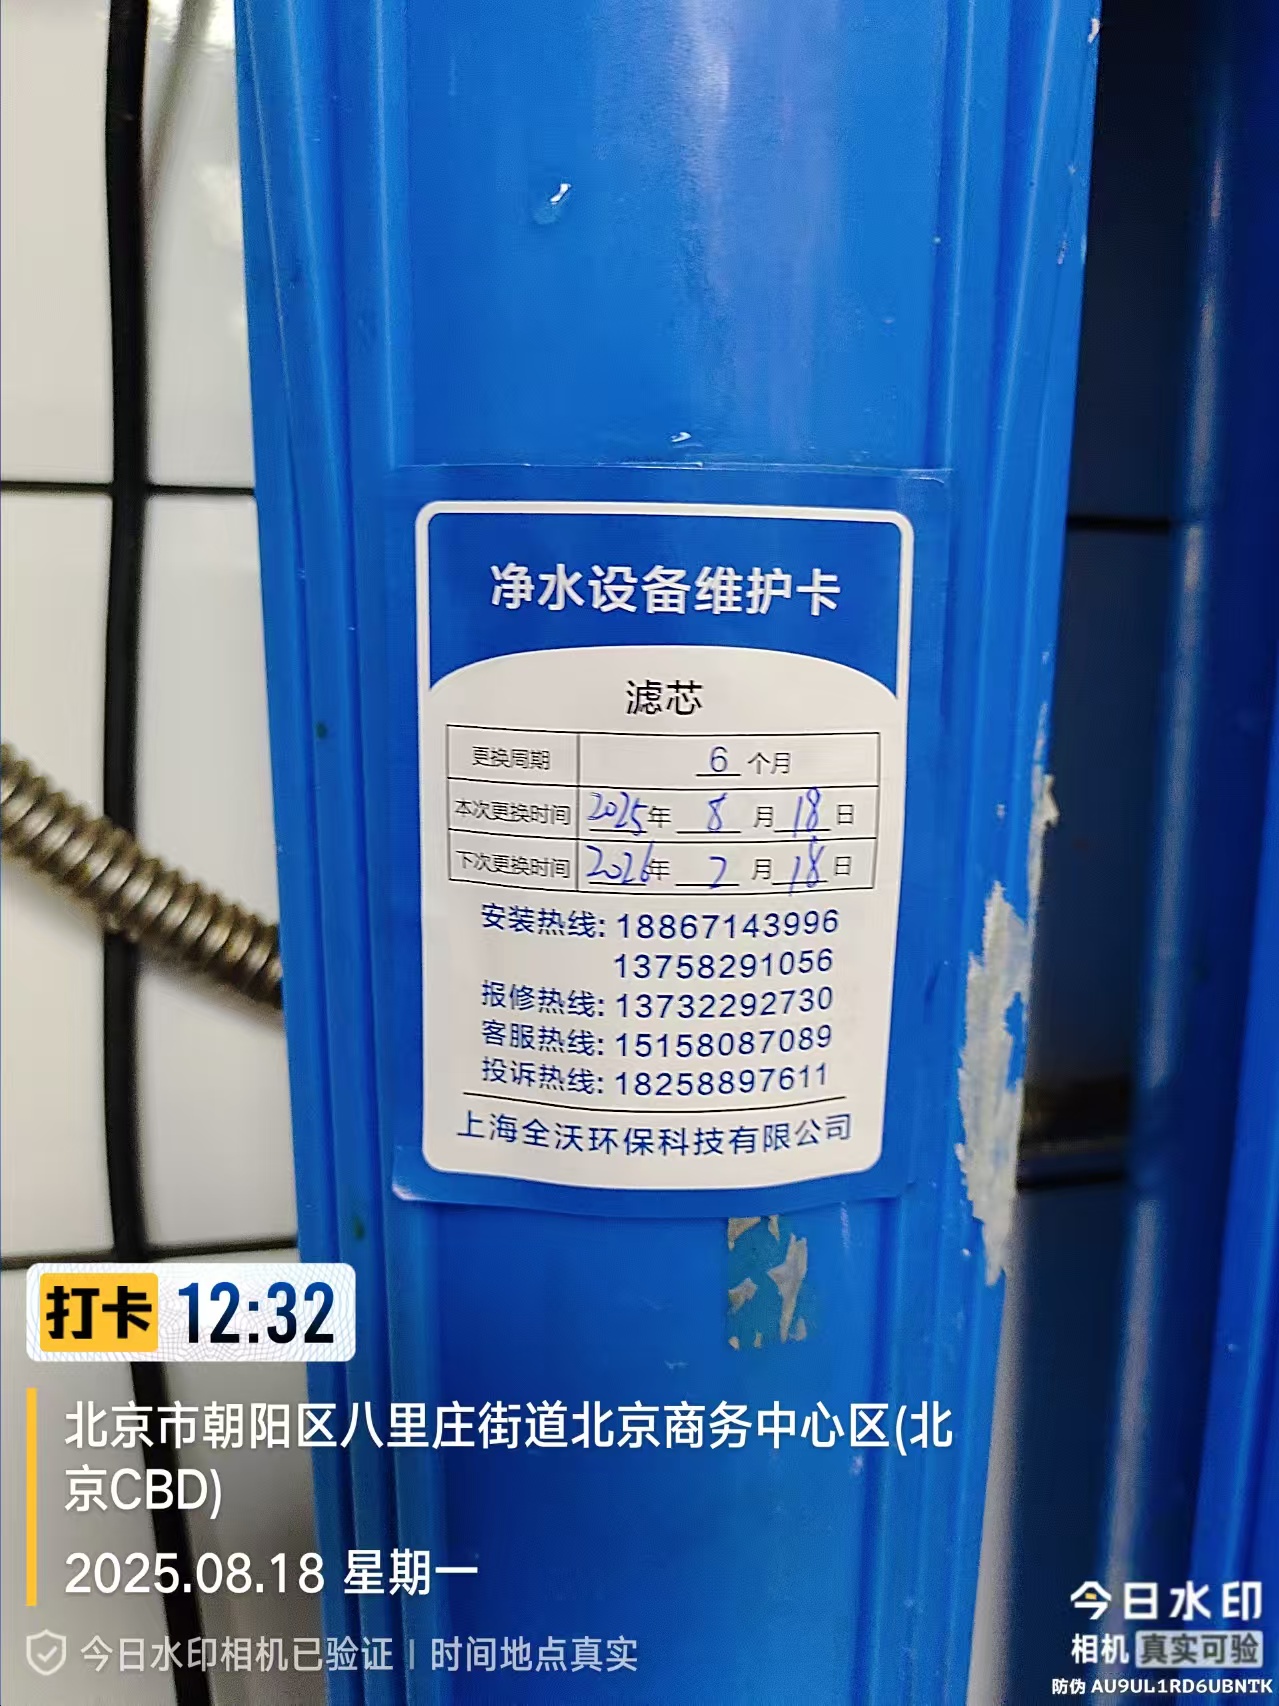 净水设备维护卡
滤芯
更换周期 6 个月
本次更换时间 2025年 8 月 18 日
下次更换时间 2026年 2 月 18 日
安装热线: 18867143996
13758291056
报修热线: 13732292730
客服热线: 15158087089
投诉热线: 18258897611
上海全沃环保科技有限公司
打卡 12:32
北京市朝阳区八里庄街道北京商务中心区(北
京CBD)
2025.08.18 星期一
今日水印相机已验证 | 时间地点真实
今日水印
相机 真实可验
防伪 AU9UL1RD6UBNTK